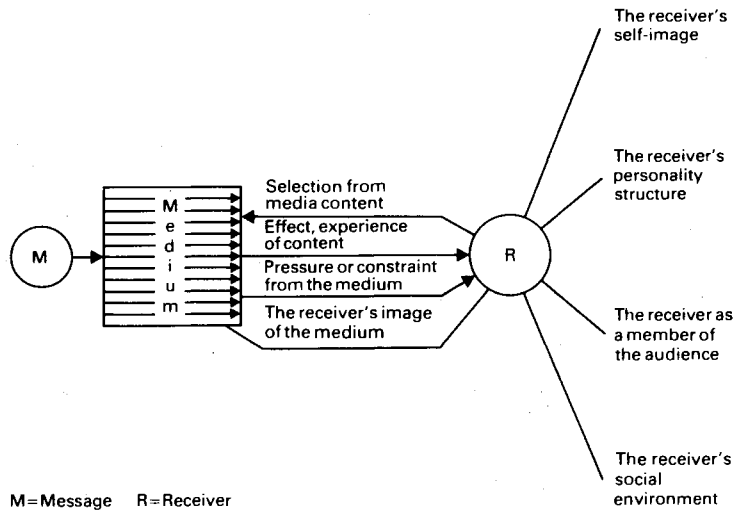 The receiver's
self-image
The receiver's
personality
structure
Selection from
media content
Effect, experience
of content
Pressure or constraint
from the medium
The receiver's image
of the medium
M
Medium
R
The receiver as
a member of
the audience
The receiver's
social
environment
M=Message R=Receiver